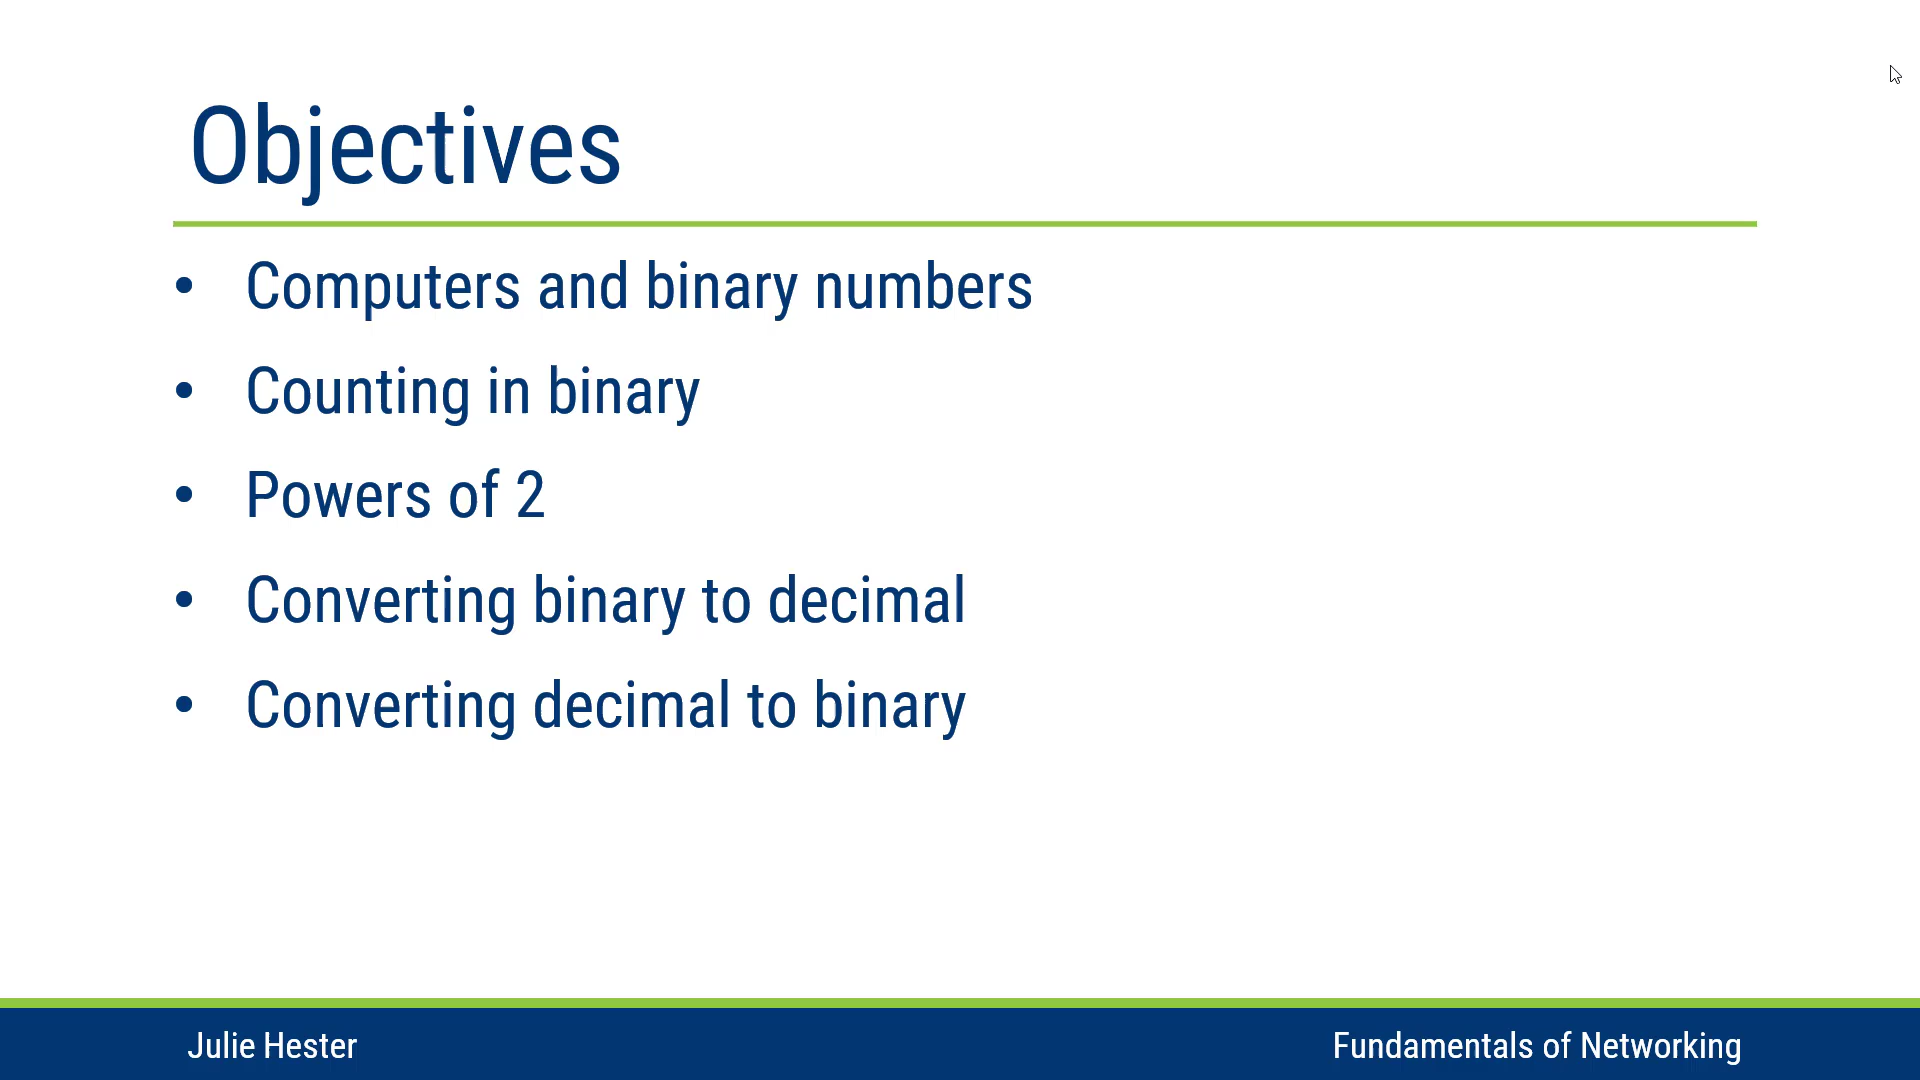 Objectives
• Computers and binary numbers
• Counting in binary
• Powers of 2
• Converting binary to decimal
• Converting decimal to binary
Julie Hester
Fundamentals of Networking